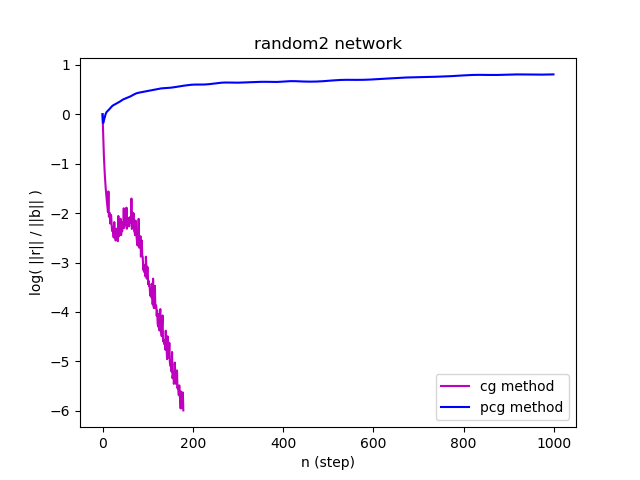 random2 network
log( ||r|| / ||b|| )
1
0
−1
−2
−3
−4
−5
−6
0 200 400 600 800 1000
n (step)
cg method
pcg method